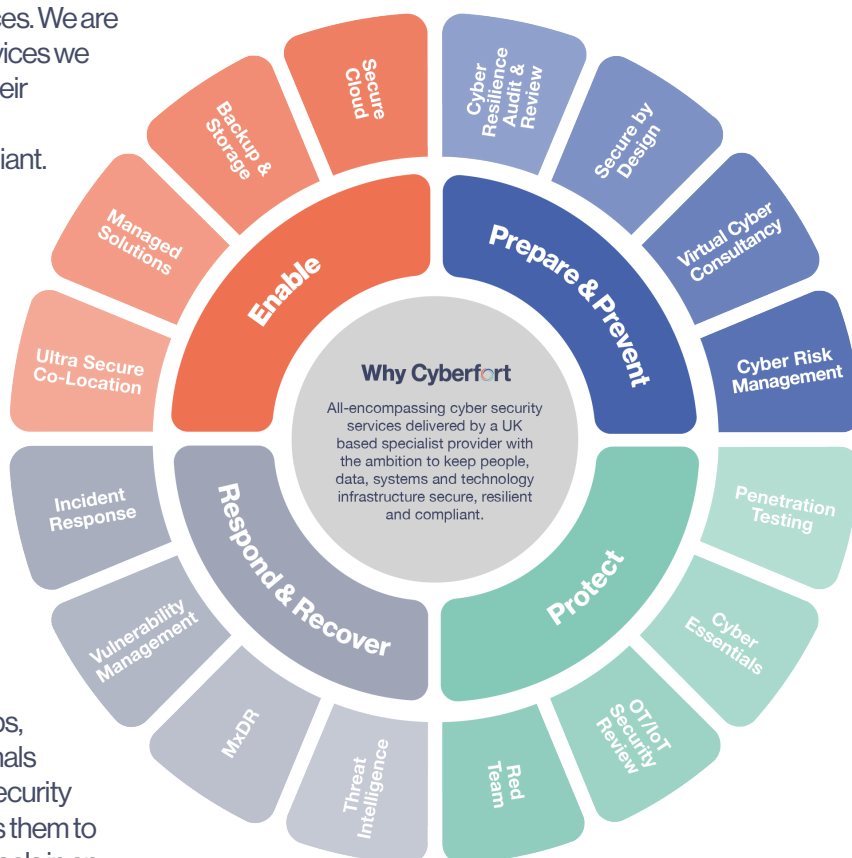 We are
vices we
eir
iant.
Secure
Cloud
Backup &
Storage
Managed
Solutions
Ultra Secure
Co-Location
Enable
Cyber
Resilience
Audit &
Review
Secure by
Design
Virtual Cyber
Consultancy
Cyber Risk
Management
Prepare & Prevent
Why Cyberfort
All-encompassing cyber security
services delivered by a UK
based specialist provider with
the ambition to keep people,
data, systems and technology
infrastructure secure, resilient
and compliant.
Penetration
Testing
Cyber
Essentials
OT/IoT
Security
Review
Red
Team
Protect
Incident
Response
Vulnerability
Management
MxDR
Threat
Intelligence
Respond & Recover
os,
nals
ecurity
s them to